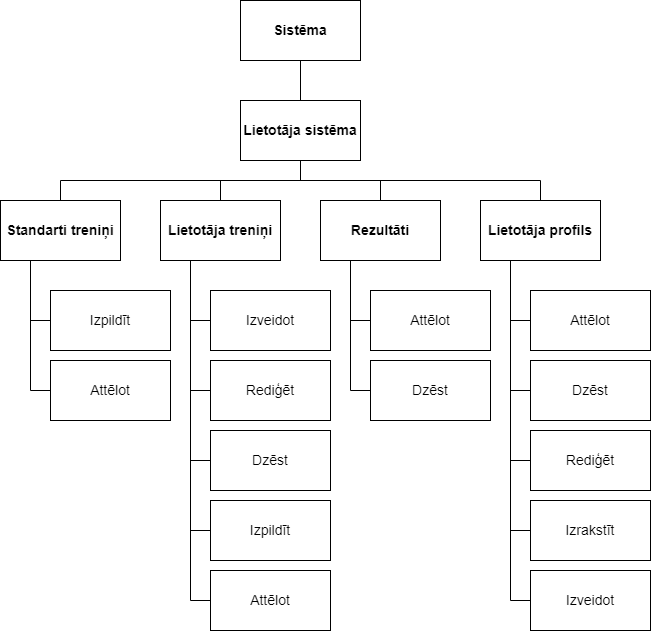 Sistēma
Lietotāja sistēma
Standarti treniņi
Lietotāja treniņi
Rezultāti
Lietotāja profils
Izpildīt
Attēlot
Izveidot
Rediģēt
Dzēst
Izpildīt
Attēlot
Attēlot
Dzēst
Attēlot
Dzēst
Rediģēt
Izrakstīt
Izveidot